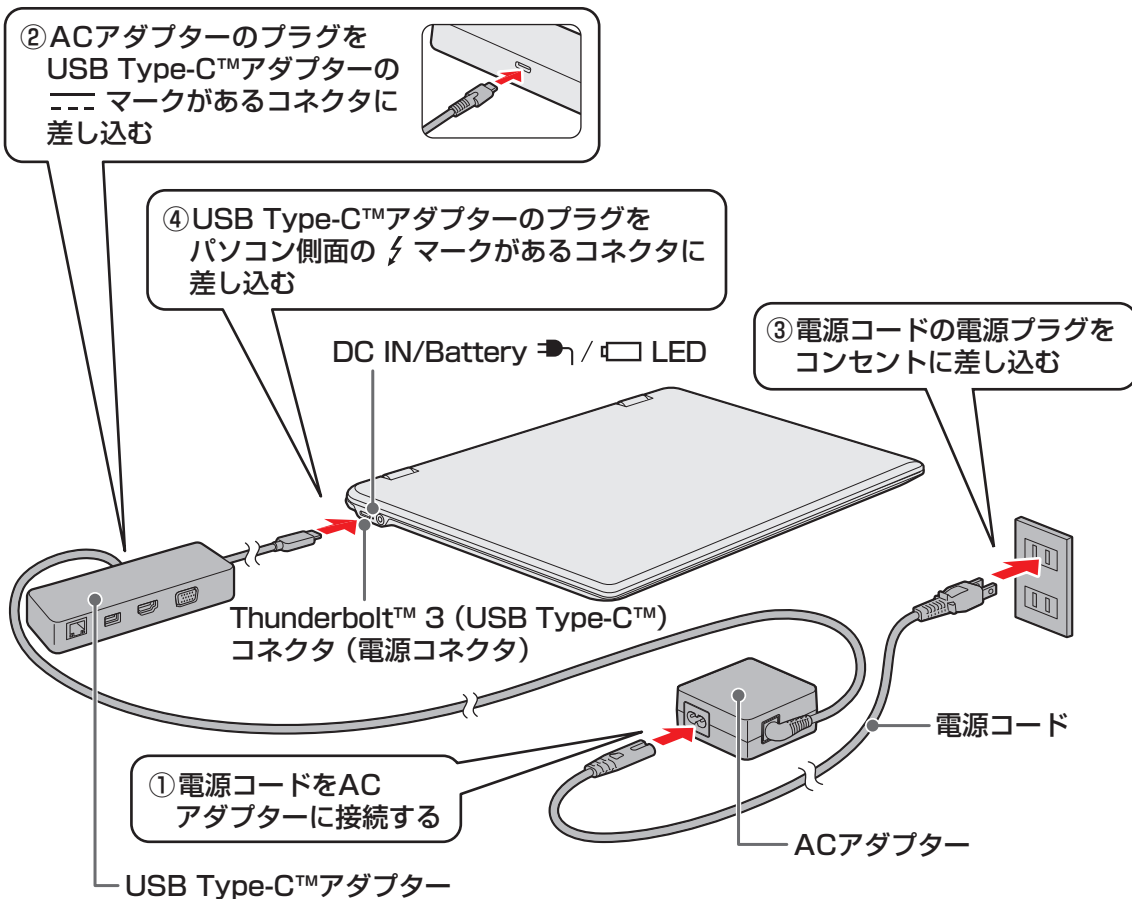 ②ACアダプターのプラグを
USB Type-C™アダプターの
⎓ マークがあるコネクタに
差し込む
④USB Type-C™アダプターのプラグを
パソコン側面の マークがあるコネクタに
差し込む
③電源コードの電源プラグを
コンセントに差し込む
DC IN/Battery / LED
Thunderbolt™ 3（USB Type-C™）
コネクタ（電源コネクタ）
電源コード
①電源コードをAC
アダプターに接続する
ACアダプター
USB Type-C™アダプター